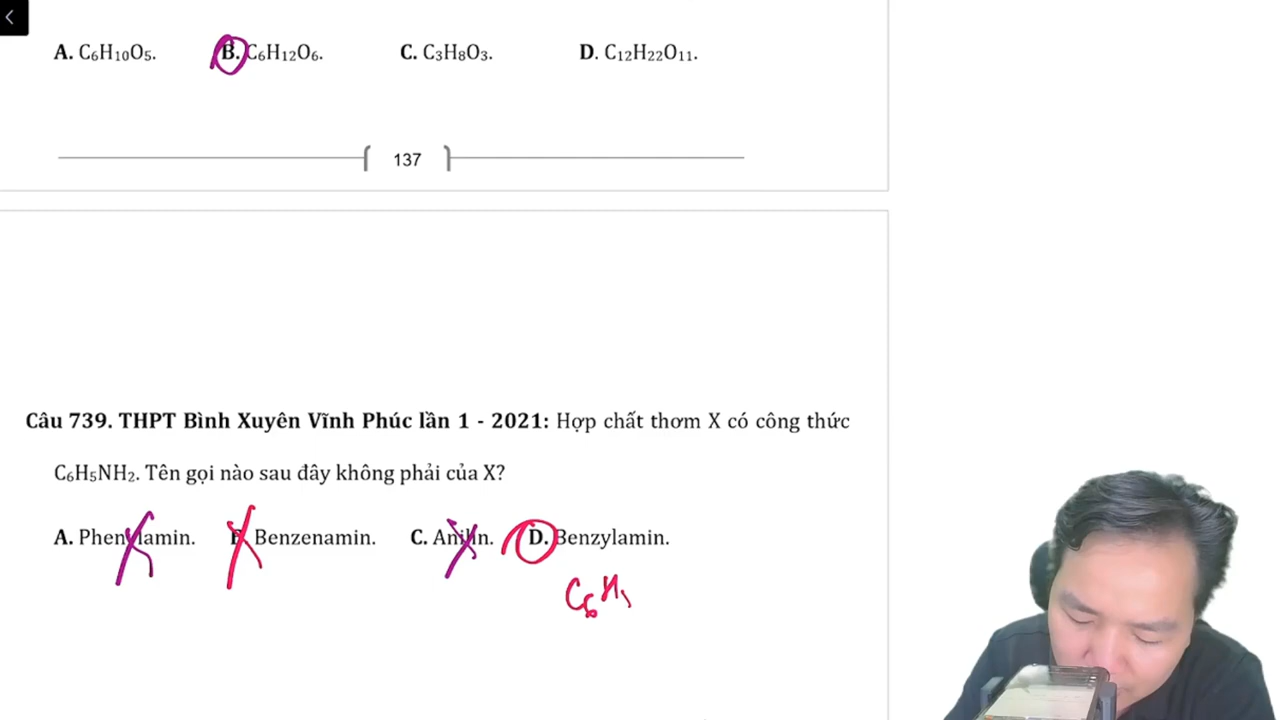 A. C₆H₁₀O₅. B. C₆H₁₂O₆. C. C₃H₈O₃. D. C₁₂H₂₂O₁₁.
137
Câu 739. THPT Bình Xuyên Vĩnh Phúc lần 1 - 2021: Hợp chất thơm X có công thức
C₆H₅NH₂. Tên gọi nào sau đây không phải của X?
A. Phenylamin. B. Benzenamin. C. Anilin. D. Benzylamin.
C₆H